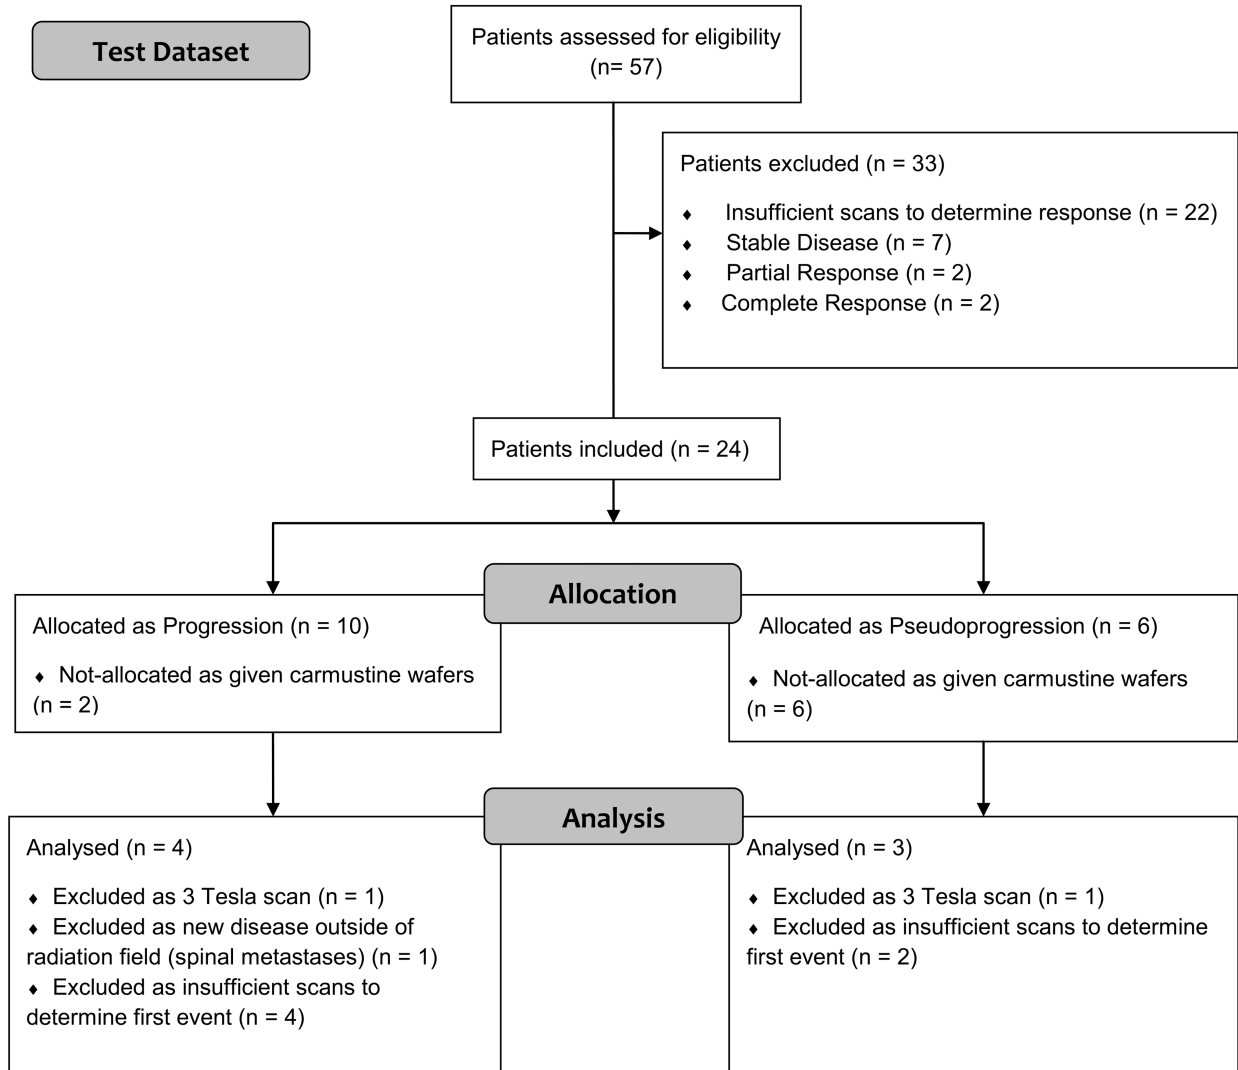 Test Dataset
Patients assessed for eligibility
(n= 57)
Patients excluded (n = 33)
♦ Insufficient scans to determine response (n = 22)
♦ Stable Disease (n = 7)
♦ Partial Response (n = 2)
♦ Complete Response (n = 2)
Patients included (n = 24)
Allocation
Allocated as Progression (n = 10)
♦ Not-allocated as given carmustine wafers
(n = 2)
Allocated as Pseudoprogression (n = 6)
♦ Not-allocated as given carmustine wafers
(n = 6)
Analysis
Analysed (n = 4)
♦ Excluded as 3 Tesla scan (n = 1)
♦ Excluded as new disease outside of
radiation field (spinal metastases) (n = 1)
♦ Excluded as insufficient scans to
determine first event (n = 4)
Analysed (n = 3)
♦ Excluded as 3 Tesla scan (n = 1)
♦ Excluded as insufficient scans to determine
first event (n = 2)